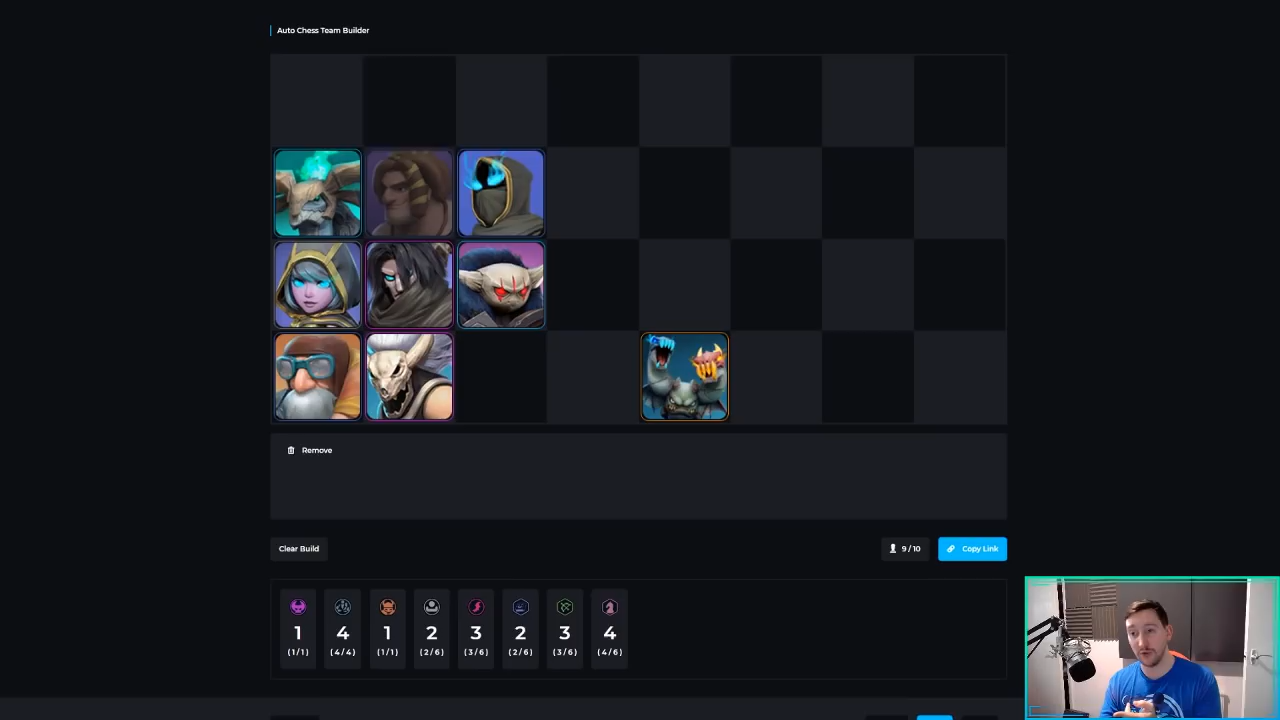 Auto Chess Team Builder
Remove
Clear Build
9 / 10
Copy Link
1 4 1 2 3 2 3 4
(1/1) (4/4) (1/1) (2/6) (3/6) (2/6) (3/6) (4/6)